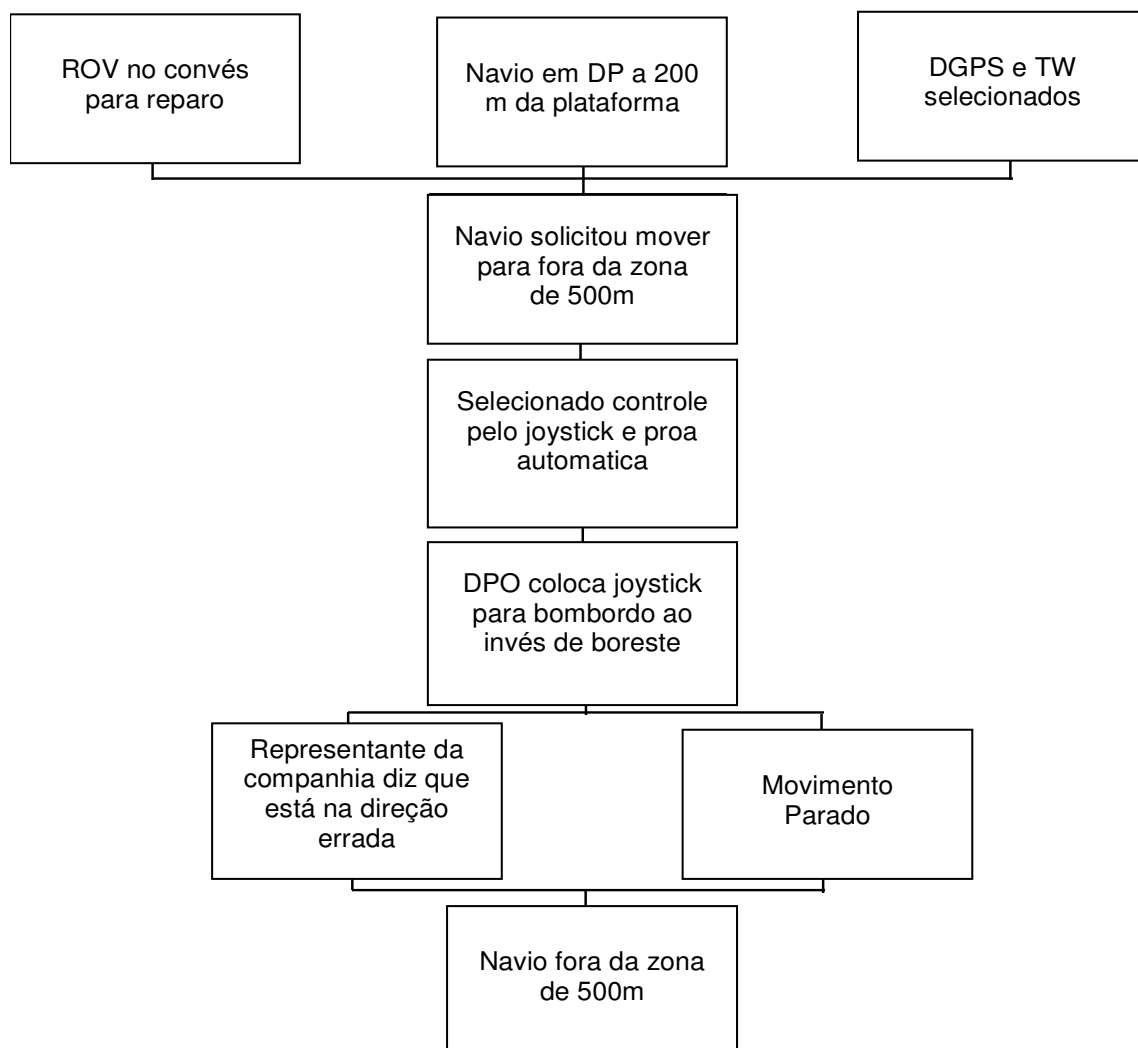 ROV no convés
para reparo
Navio em DP a 200
m da plataforma
DGPS e TW
selecionados
Navio solicitou mover
para fora da zona
de 500m
Selecionado controle
pelo joystick e proa
automatica
DPO coloca joystick
para bombordo ao
invés de boreste
Representante da
companhia diz que
está na direção
errada
Movimento
Parado
Navio fora da zona
de 500m